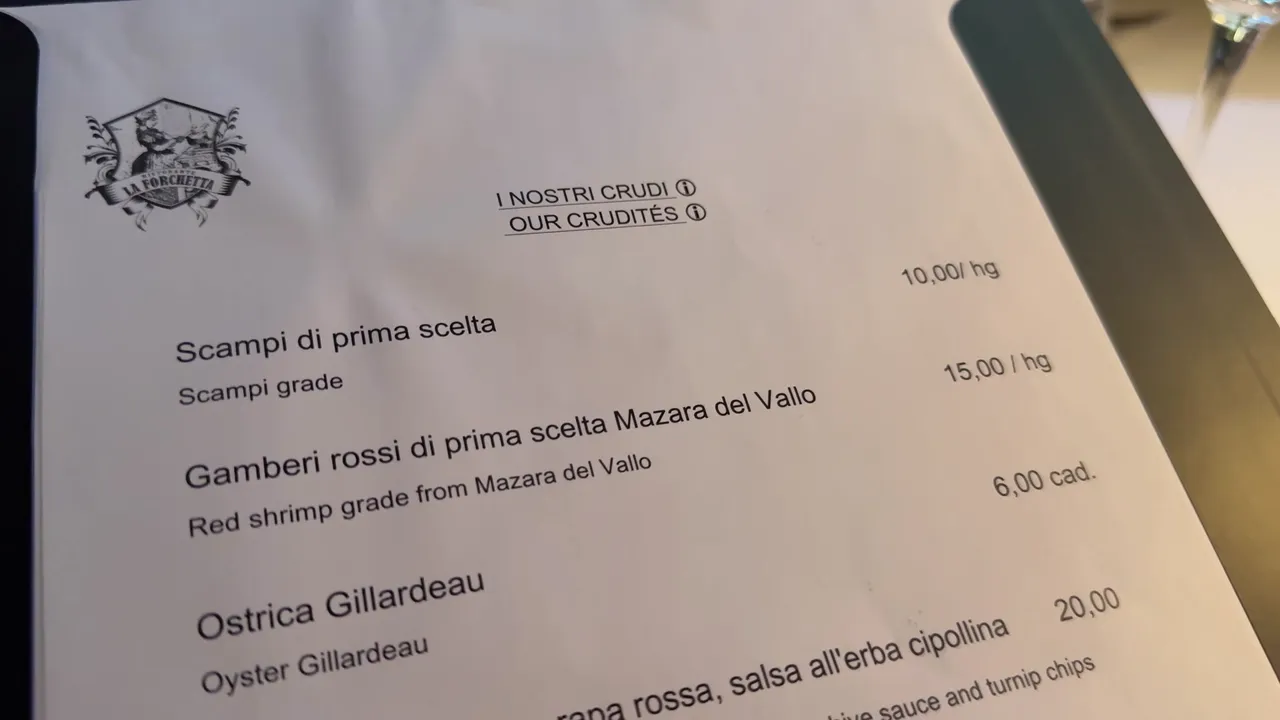 RISTORANTE
LA FORCHETTA
I NOSTRI CRUDI ⓘ
OUR CRUDITÉS ⓘ
10,00/ hg
Scampi di prima scelta
Scampi grade
15,00 / hg
Gamberi rossi di prima scelta Mazara del Vallo
Red shrimp grade from Mazara del Vallo
6,00 cad.
Ostrica Gillardeau
Oyster Gillardeau
rossa, salsa all'erba cipollina 20,00
sauce and turnip chips